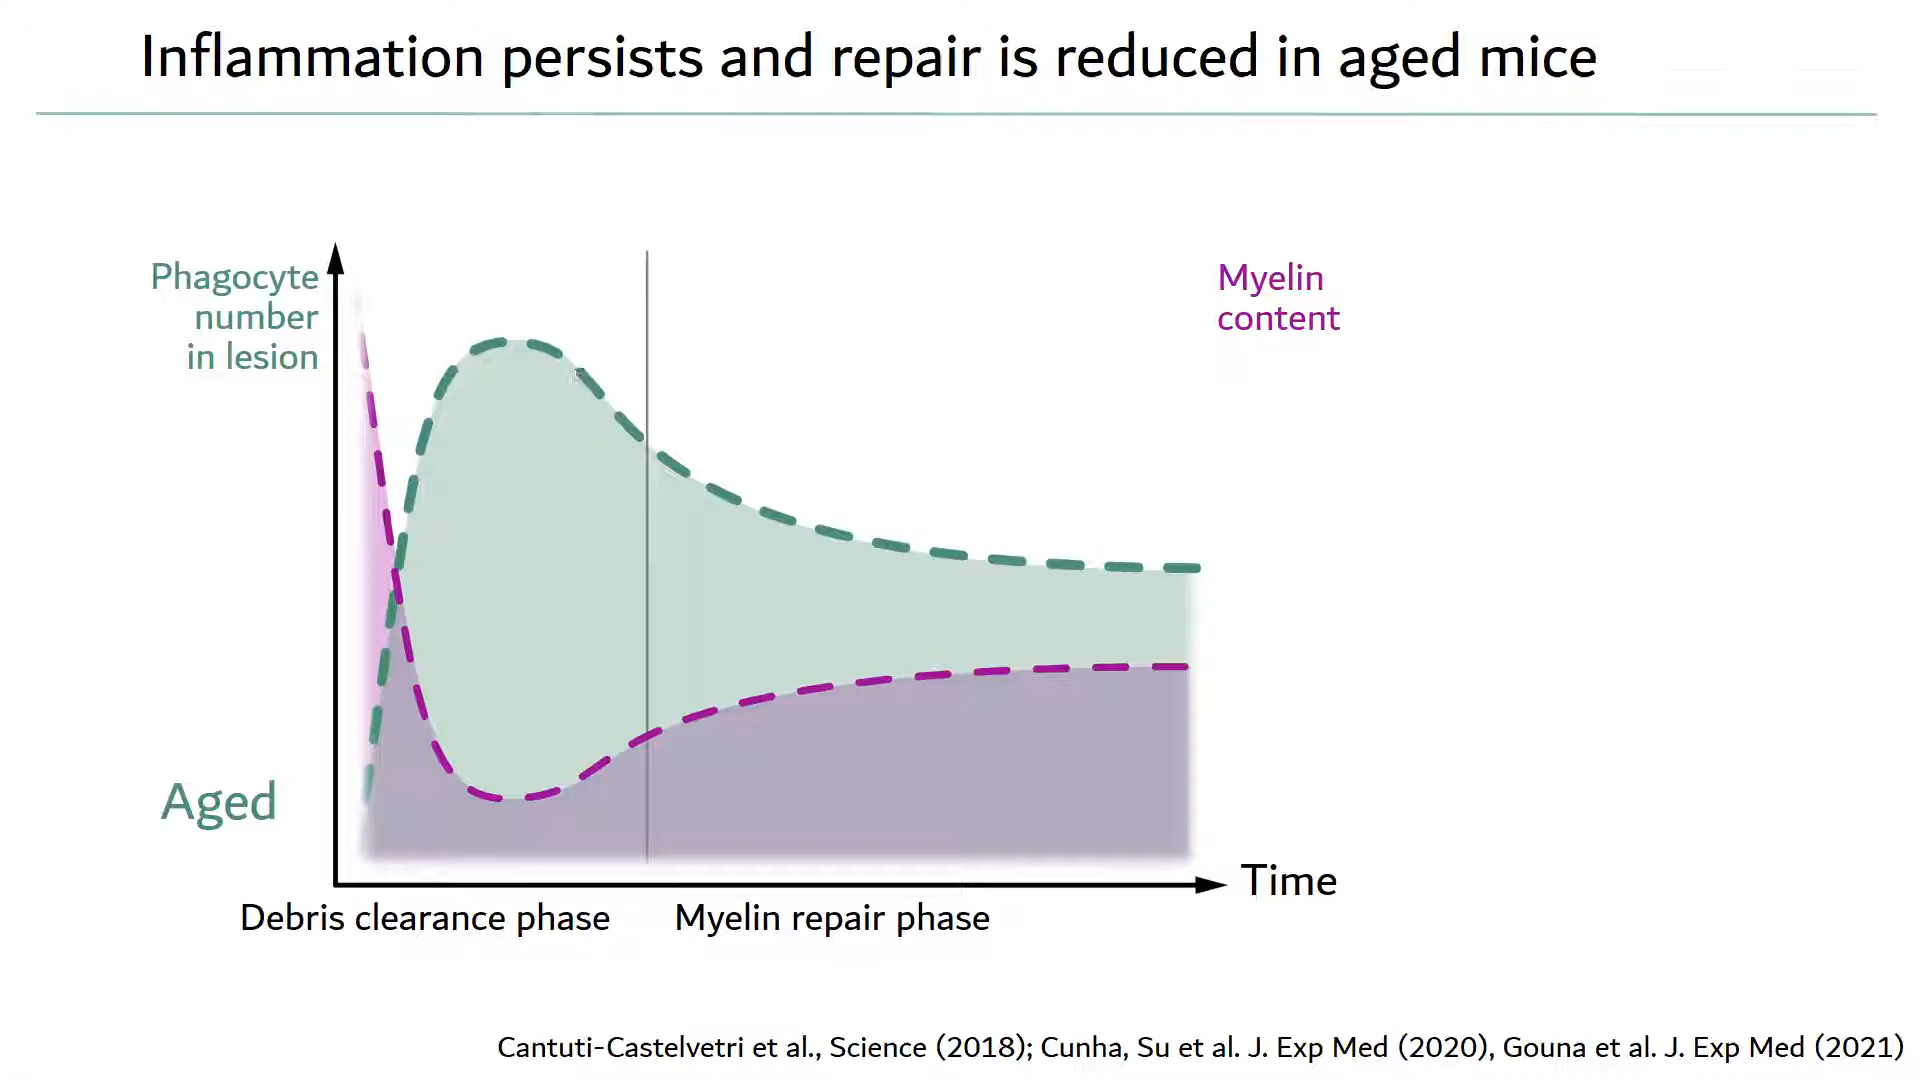 Inflammation persists and repair is reduced in aged mice
Phagocyte
number
in lesion
Myelin
content
Aged
Time
Debris clearance phase
Myelin repair phase
Cantuti-Castelvetri et al., Science (2018); Cunha, Su et al. J. Exp Med (2020), Gouna et al. J. Exp Med (2021)